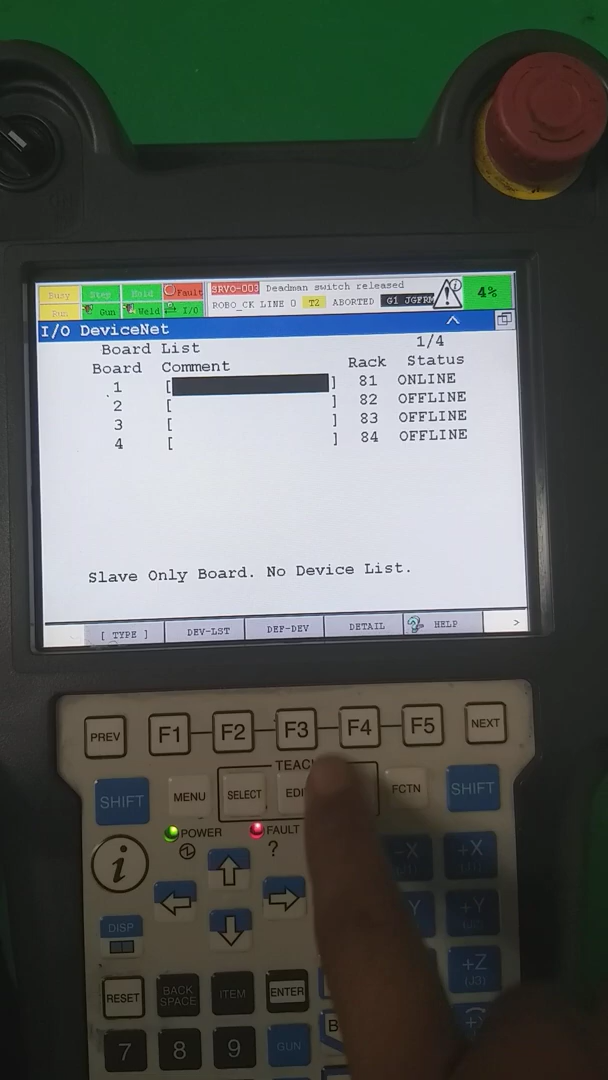 Busy Step Hold Fault SRVO-003 Deadman switch released
Run Gun Weld I/O ROBO_CK LINE 0 T2 ABORTED G1 JGFRM 4%
I/O DeviceNet
Board List 1/4
Board Comment Rack Status
1 [ ] 81 ONLINE
2 [ ] 82 OFFLINE
3 [ ] 83 OFFLINE
4 [ ] 84 OFFLINE
Slave Only Board. No Device List.
[ TYPE ] DEV-LST DEF-DEV DETAIL HELP >
PREV F1 F2 F3 F4 F5 NEXT
SHIFT MENU SELECT FCTN SHIFT
POWER FAULT
i ?
-X +X
(J1)
DISP +Y
+Z
(J3)
RESET BACK SPACE ITEM ENTER
7 8 9 GUN